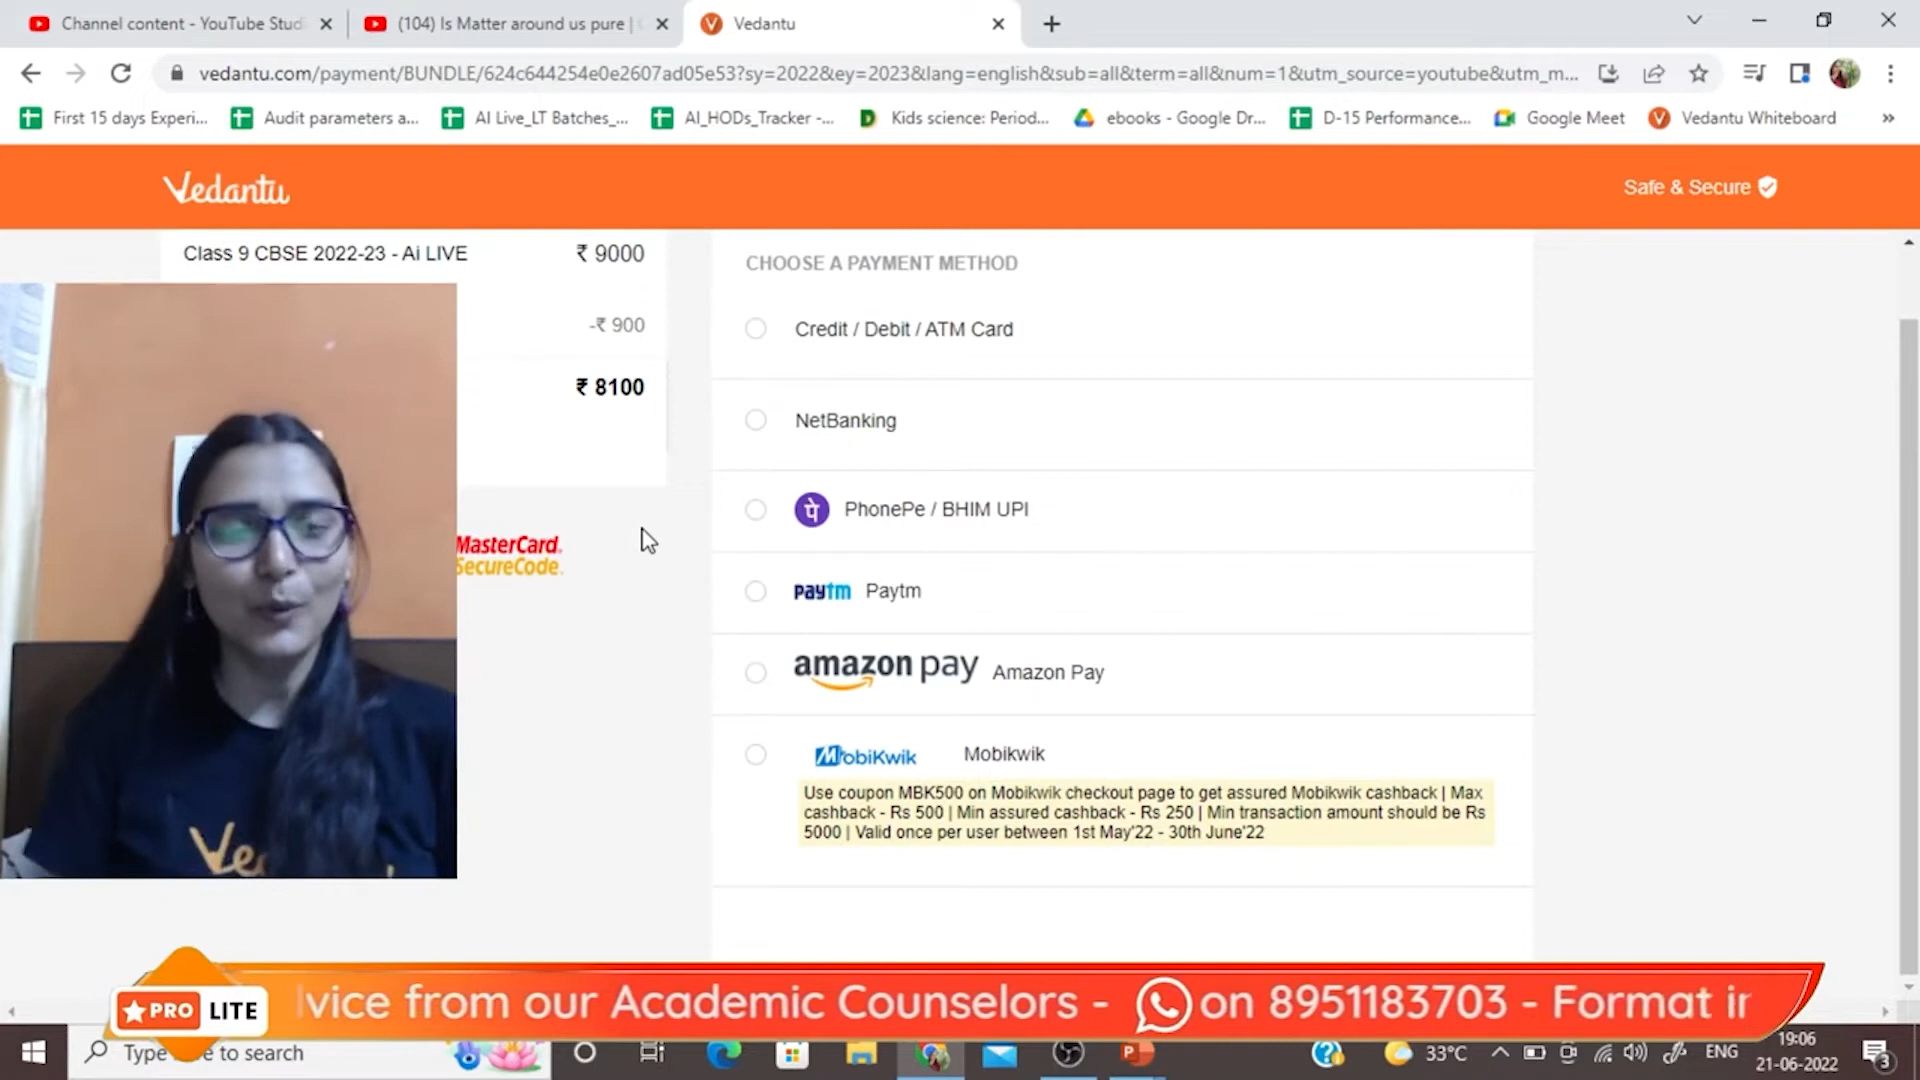 Channel content - YouTube Stud
(104) Is Matter around us pure |
Vedantu
vedantu.com/payment/BUNDLE/624c644254e0e2607ad05e53?sy=2022&ey=2023&lang=english&sub=all&term=all&num=1&utm_source=youtube&utm_m...
First 15 days Experi...
Audit parameters a...
AI Live_LT Batches_...
AI_HODs_Tracker -...
Kids science: Period...
ebooks - Google Dr...
D-15 Performance...
Google Meet
Vedantu Whiteboard
Vedantu
Safe & Secure
Class 9 CBSE 2022-23 - Ai LIVE ₹ 9000
-₹ 900
₹ 8100
MasterCard.
SecureCode.
CHOOSE A PAYMENT METHOD
Credit / Debit / ATM Card
NetBanking
पे PhonePe / BHIM UPI
paytm Paytm
amazon pay Amazon Pay
MobiKwik Mobikwik
Use coupon MBK500 on Mobikwik checkout page to get assured Mobikwik cashback | Max
cashback - Rs 500 | Min assured cashback - Rs 250 | Min transaction amount should be Rs
5000 | Valid once per user between 1st May'22 - 30th June'22
Ve
PRO LITE
vice from our Academic Counselors - on 8951183703 - Format in
Type to search
33°C
ENG
19:06
21-06-2022
3